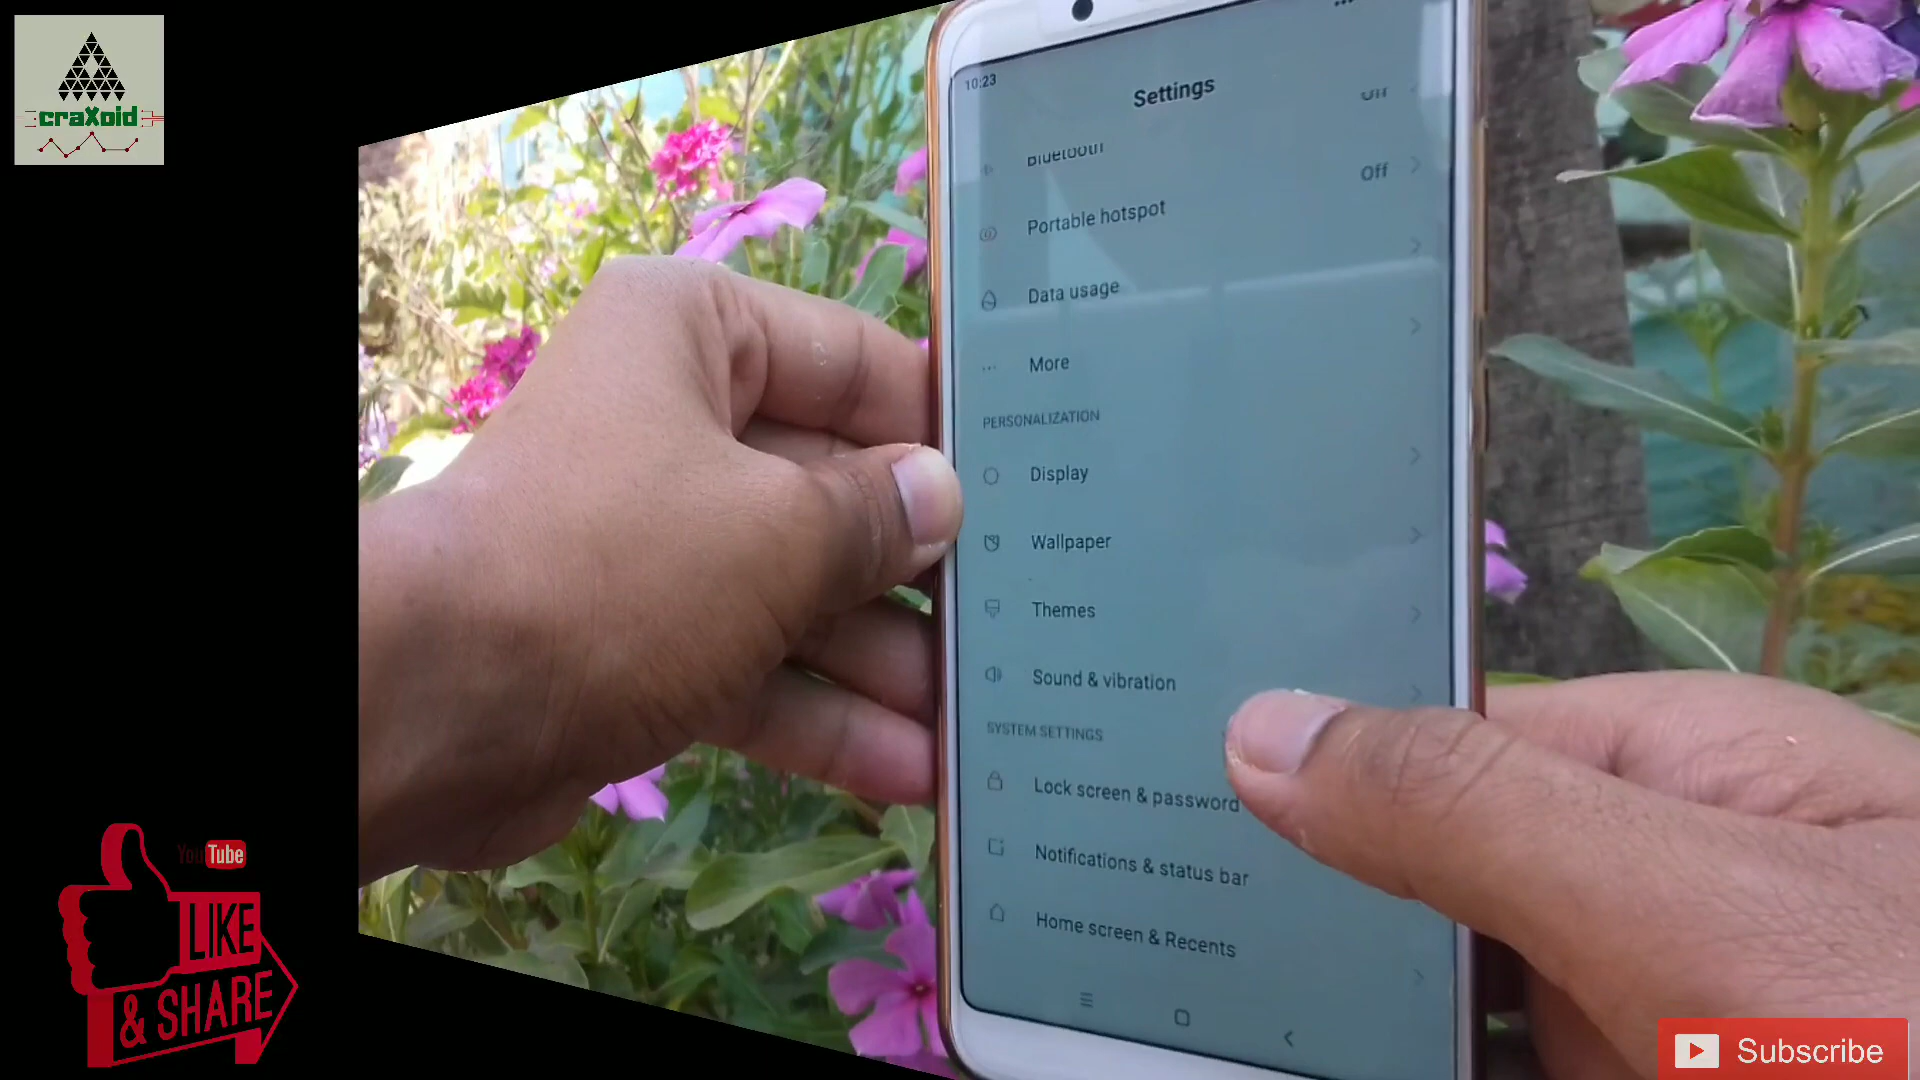 craXoid
10:23
Settings
Off
Bluetooth
Off
Portable hotspot
Data usage
More
PERSONALIZATION
Display
Wallpaper
Themes
Sound & vibration
SYSTEM SETTINGS
Lock screen & password
Notifications & status bar
Home screen & Recents
YouTube
LIKE
& SHARE
Subscribe